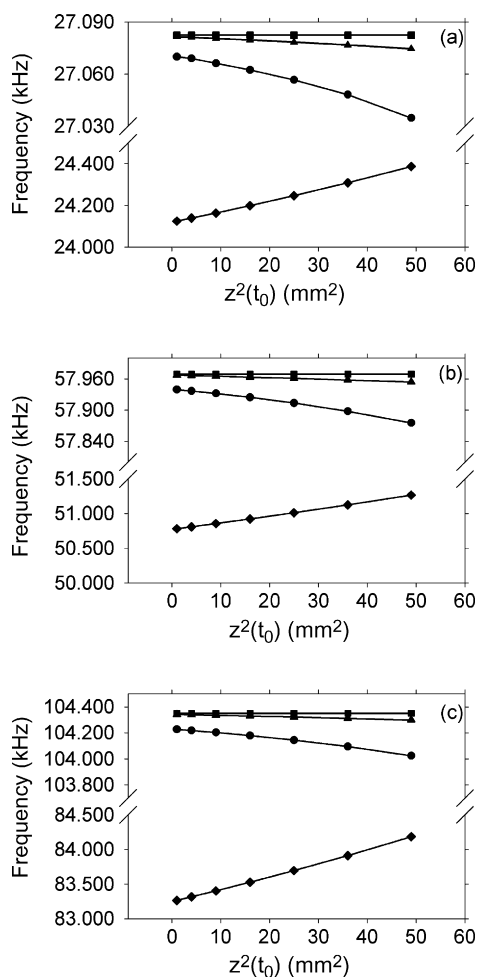 27.090
(a)
27.060
27.030
24.400
24.200
24.000
Frequency (kHz)
0 10 20 30 40 50 60
z²(t₀) (mm²)
57.960
(b)
57.900
57.840
51.500
51.000
50.500
50.000
Frequency (kHz)
0 10 20 30 40 50 60
z²(t₀) (mm²)
104.400
(c)
104.200
104.000
103.800
84.500
84.000
83.500
83.000
Frequency (kHz)
0 10 20 30 40 50 60
z²(t₀) (mm²)